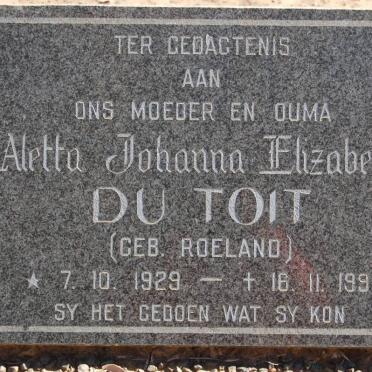 TER GEDAGTENIS
AAN
ONS MOEDER EN OUMA
Aletta Johanna Elizabe
DU TOIT
(GEB. ROELAND)
★ 7. 10. 1929 — ✝ 16. 11. 199
SY HET GEDOEN WAT SY KON